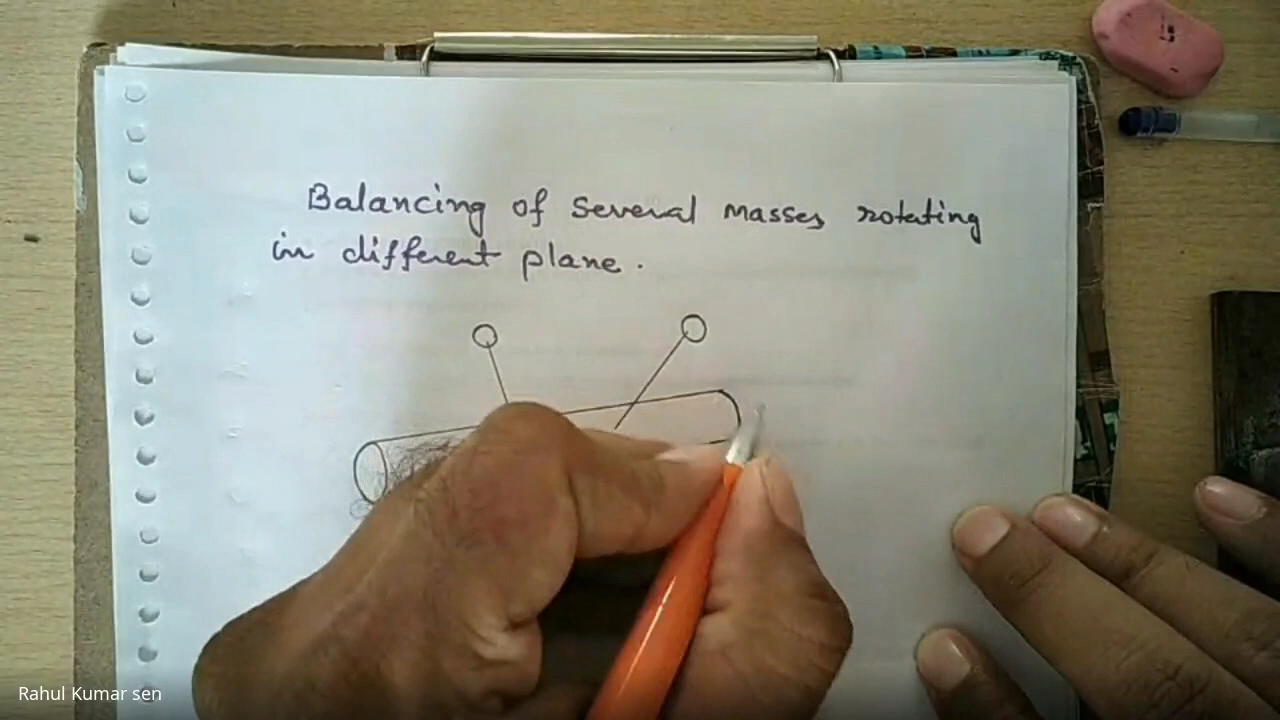 Balancing of several masses rotating
in different plane.
Rahul Kumar sen